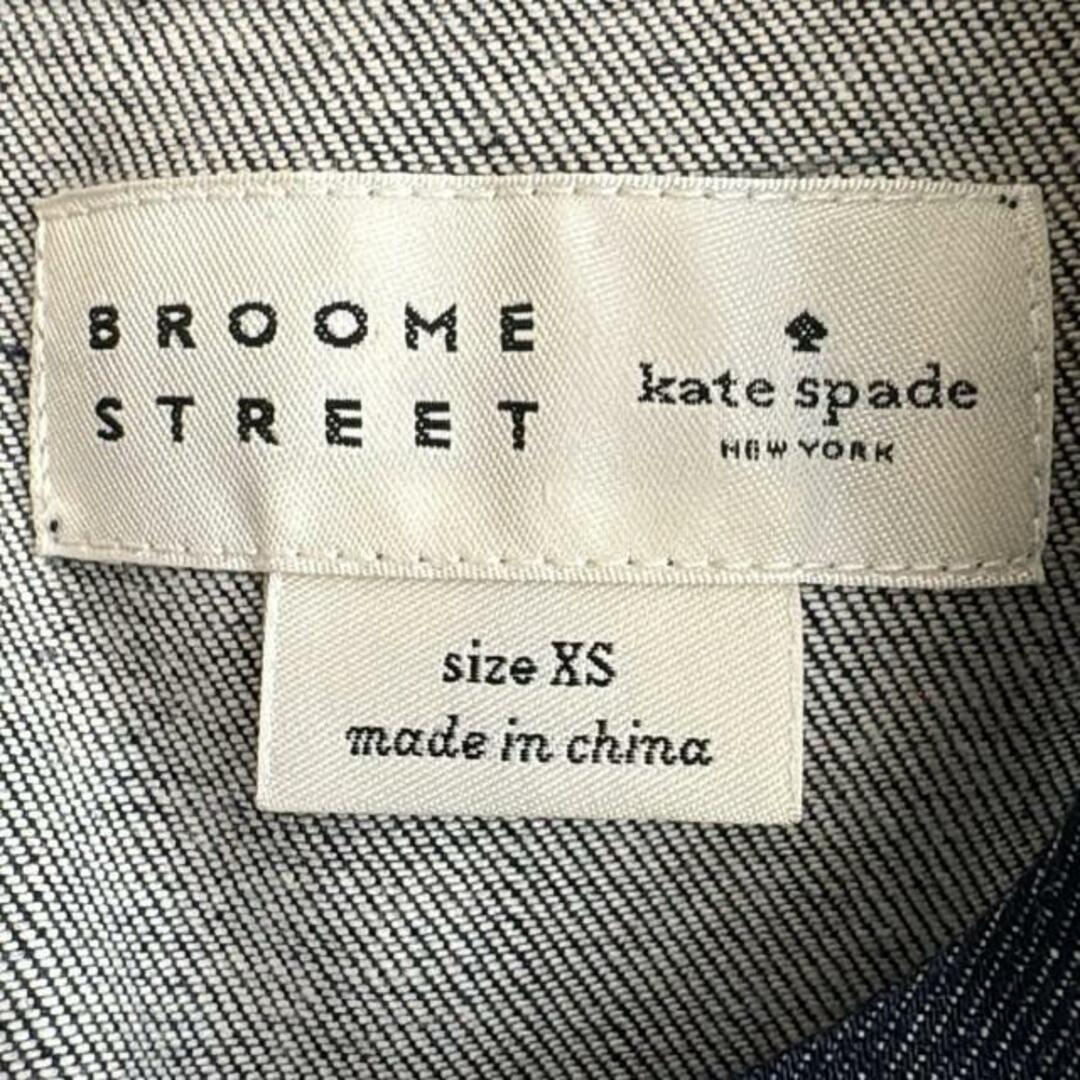 BROOME
STREET
kate spade
NEW YORK
size XS
made in china